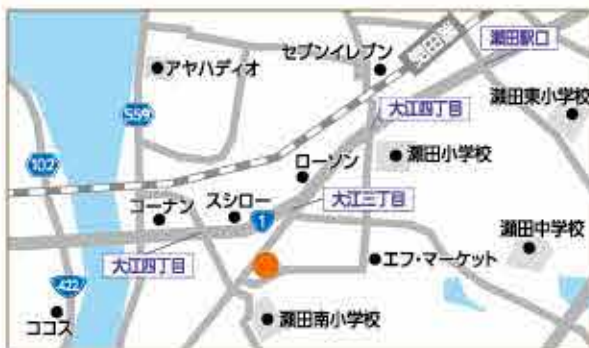 瀬田駅
瀬田駅口
セブンイレブン
アヤハディオ
瀬田東小学校
559
大江四丁目
瀬田小学校
102
ローソン
大江三丁目
スシロー
コーナン
1
瀬田中学校
エフ・マーケット
大江四丁目
422
ココス
瀬田南小学校